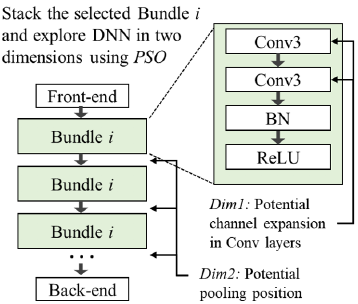 Stack the selected Bundle i
and explore DNN in two
dimensions using PSO
Front-end
Bundle i
Bundle i
Bundle i
...
Back-end
Conv3
Conv3
BN
ReLU
Dim1: Potential
channel expansion
in Conv layers
Dim2: Potential
pooling position